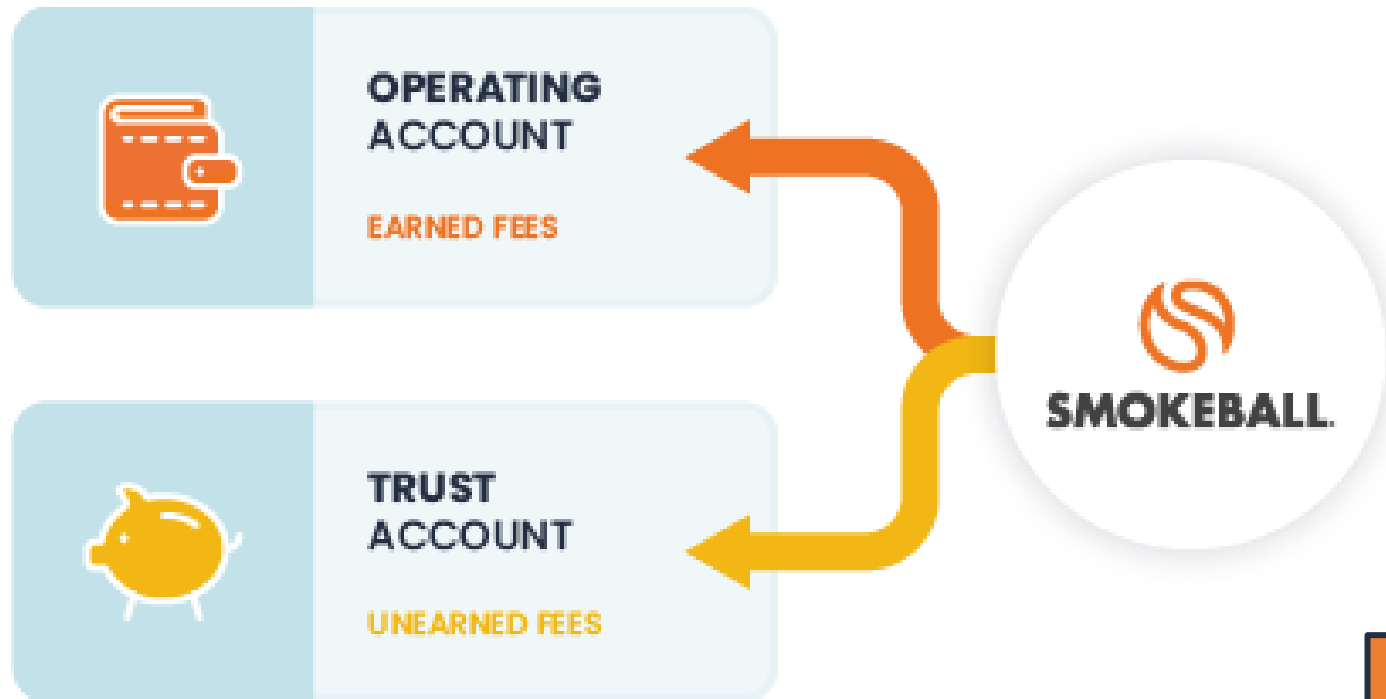 OPERATING
ACCOUNT
EARNED FEES
TRUST
ACCOUNT
UNEARNED FEES
SMOKEBALL.